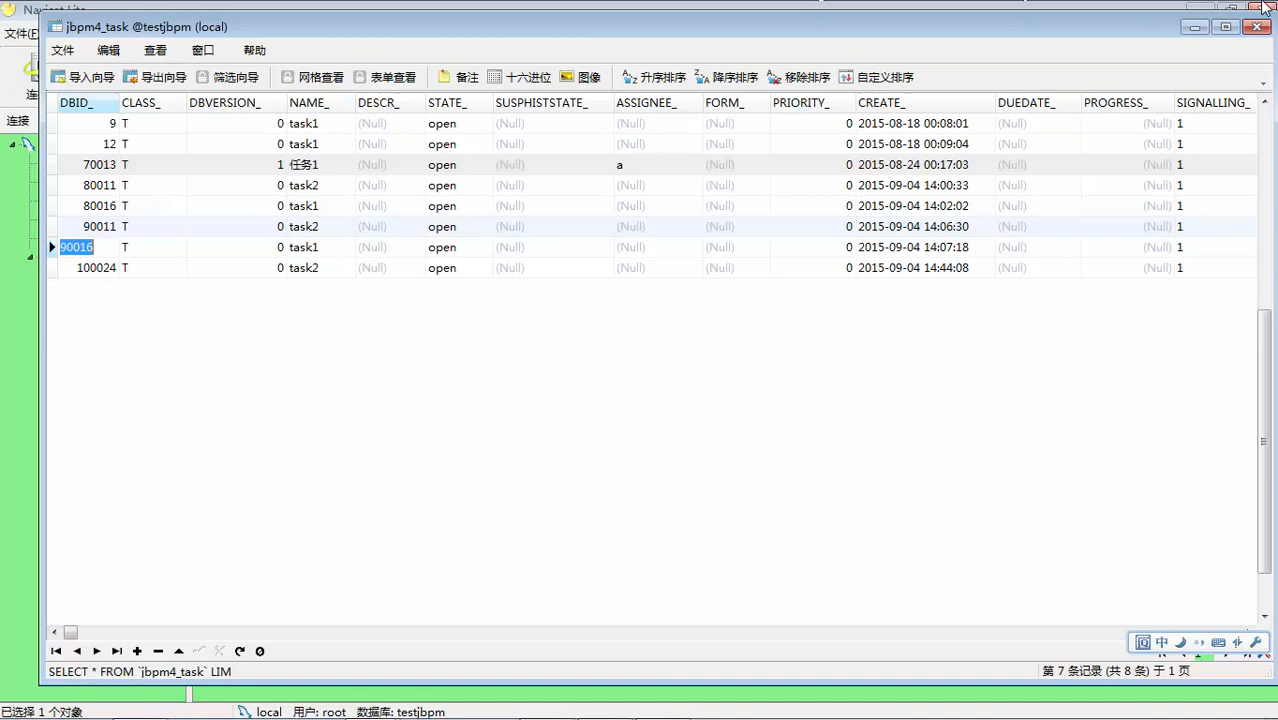 Navicat
jbpm4_task @testjbpm (local)
文件
文件 编辑 查看 窗口 帮助
导入向导 导出向导 筛选向导 网格查看 表单查看 备注 十六进位 图像 升序排序 降序排序 移除排序 自定义排序
连接
DBID_ CLASS_ DBVERSION_ NAME_ DESCR_ STATE_ SUSPHISTSTATE_ ASSIGNEE_ FORM_ PRIORITY_ CREATE_ DUEDATE_ PROGRESS_ SIGNALLING_
9 T 0 task1 (Null) open (Null) (Null) (Null) 0 2015-08-18 00:08:01 (Null) (Null) 1
12 T 0 task1 (Null) open (Null) (Null) (Null) 0 2015-08-18 00:09:04 (Null) (Null) 1
70013 T 1 任务1 (Null) open (Null) a (Null) 0 2015-08-24 00:17:03 (Null) (Null) 1
80011 T 0 task2 (Null) open (Null) (Null) (Null) 0 2015-09-04 14:00:33 (Null) (Null) 1
80016 T 0 task1 (Null) open (Null) (Null) (Null) 0 2015-09-04 14:02:02 (Null) (Null) 1
90011 T 0 task2 (Null) open (Null) (Null) (Null) 0 2015-09-04 14:06:30 (Null) (Null) 1
90016 T 0 task1 (Null) open (Null) (Null) (Null) 0 2015-09-04 14:07:18 (Null) (Null) 1
100024 T 0 task2 (Null) open (Null) (Null) (Null) 0 2015-09-04 14:44:08 (Null) (Null) 1
中
SELECT * FROM `jbpm4_task` LIM 第 7 条记录 (共 8 条) 于 1 页
已选择 1 个对象 local 用户: root 数据库: testjbpm